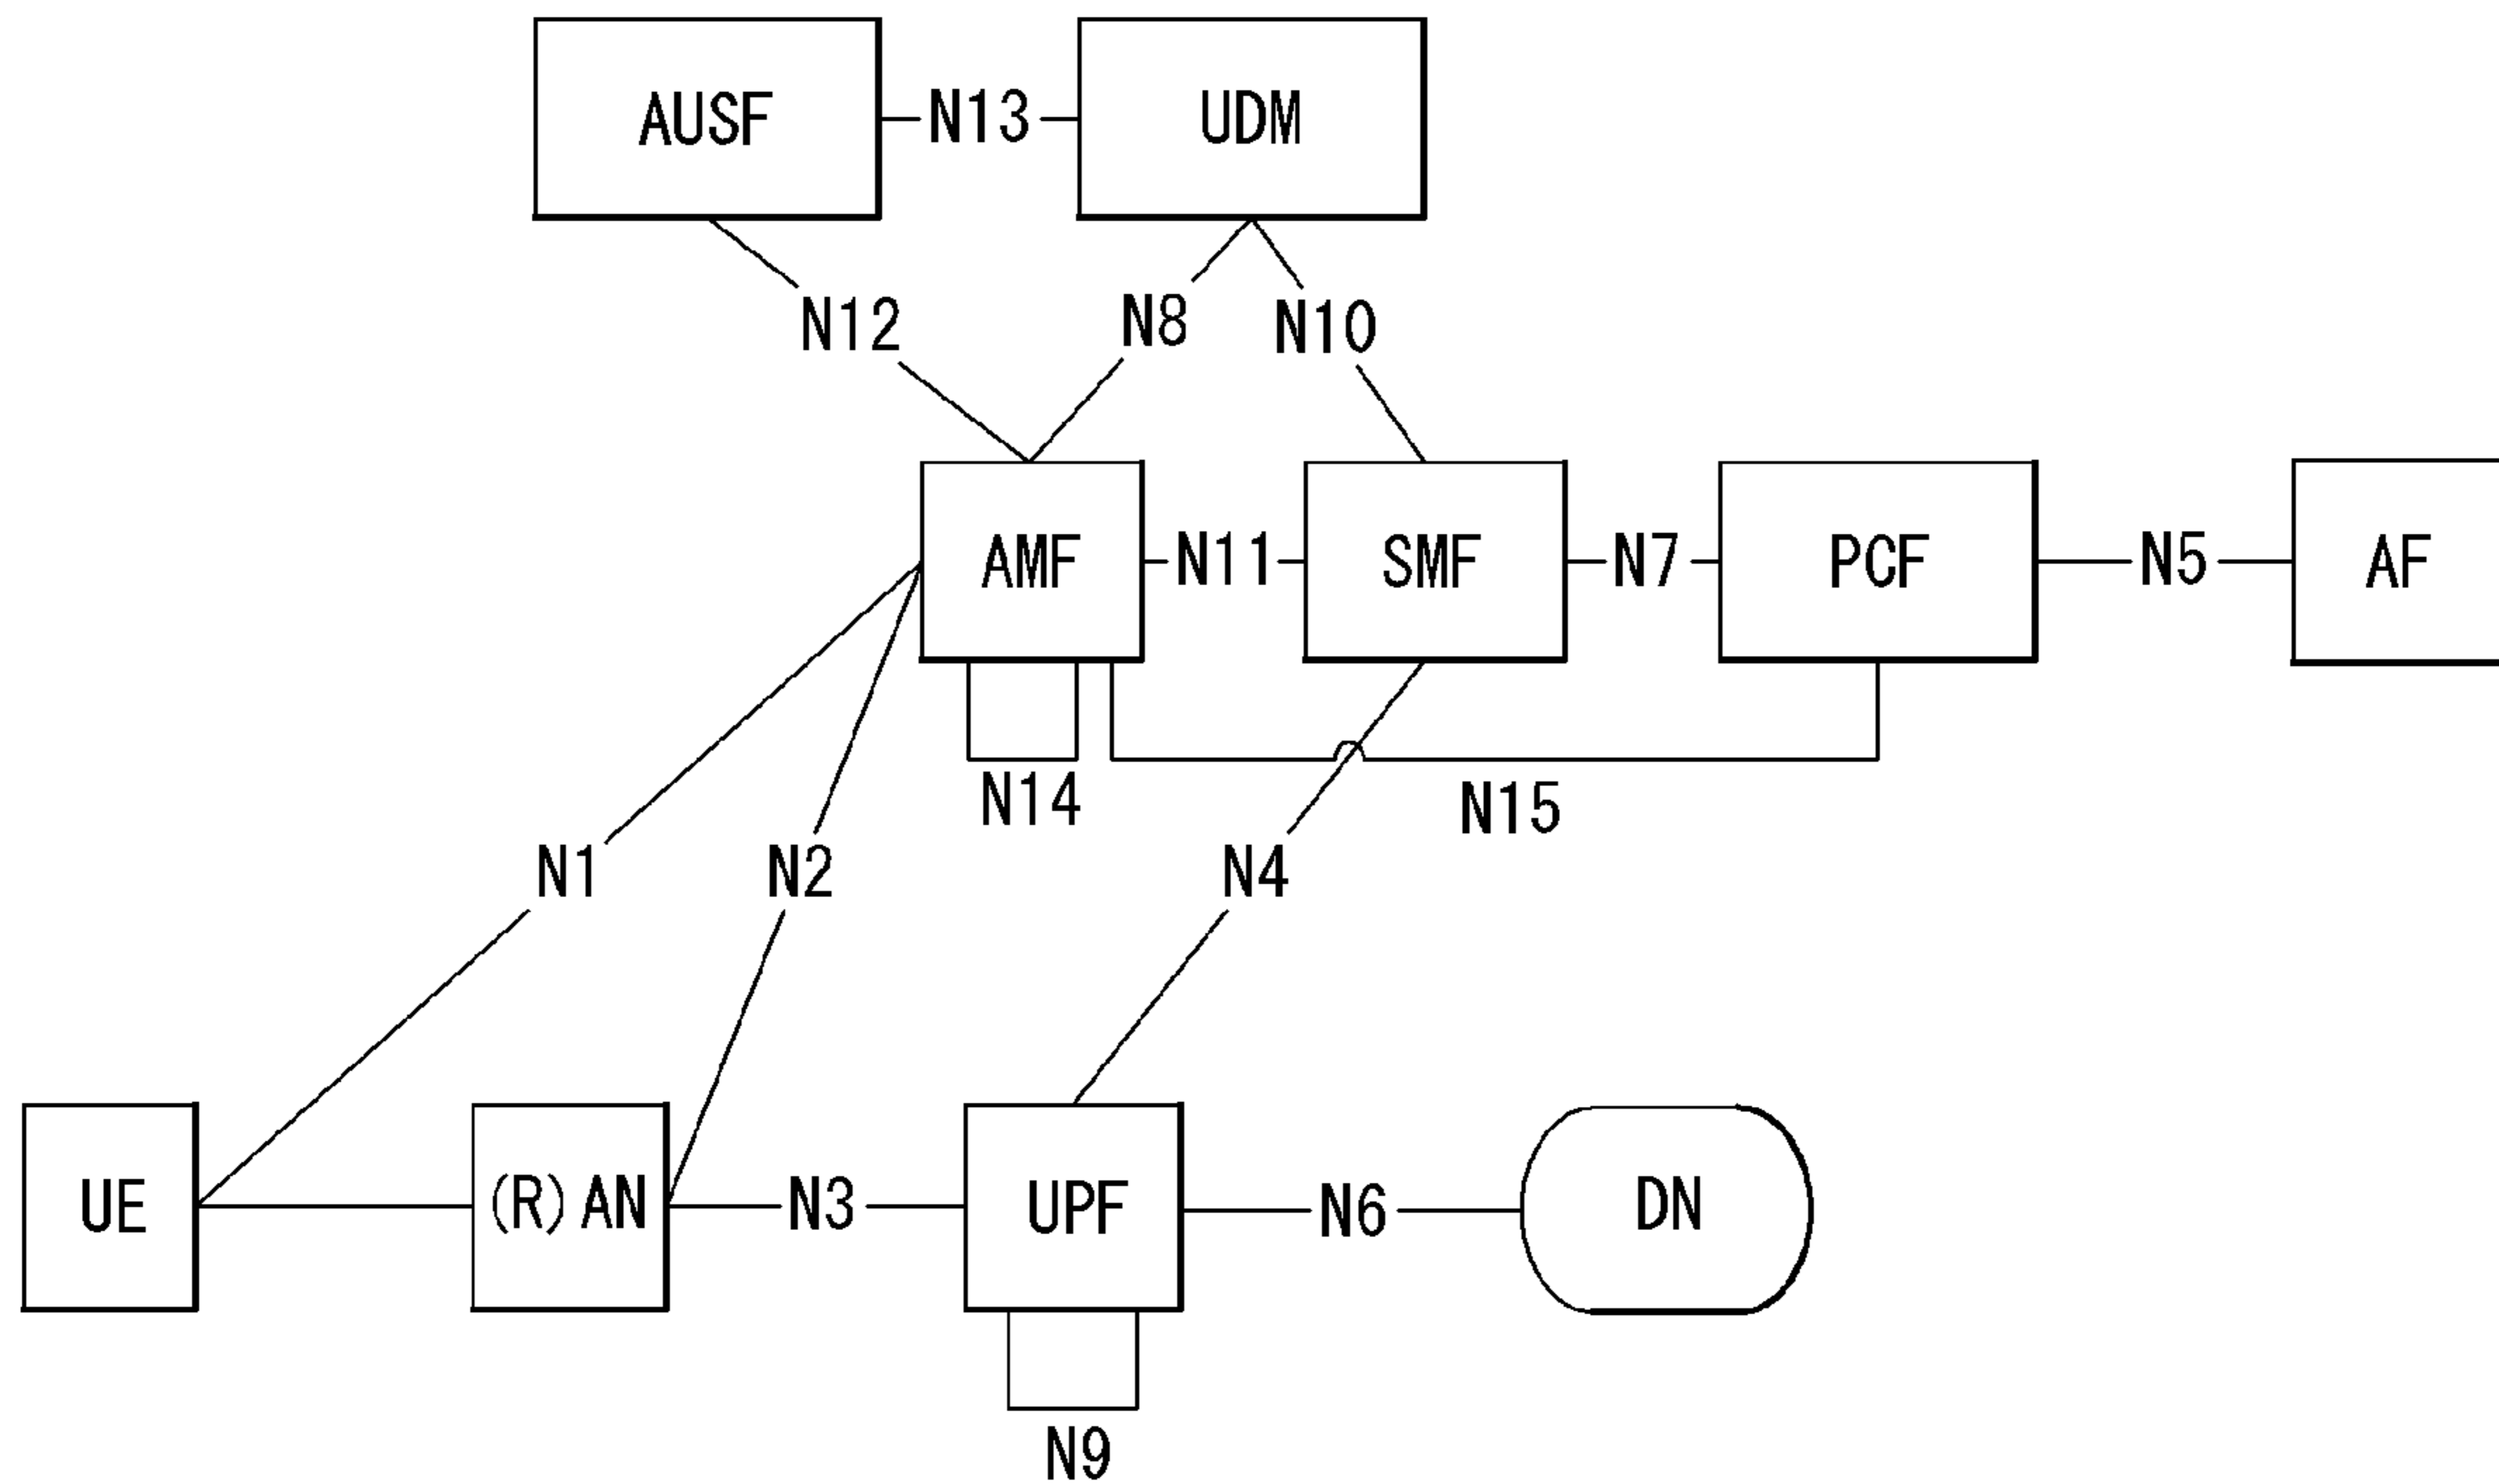 AUSF N13 UDM
N12 N8 N10
AMF N11 SMF N7 PCF N5 AF
N14 N15
N1 N2 N4
UE (R)AN N3 UPF N6 DN
N9